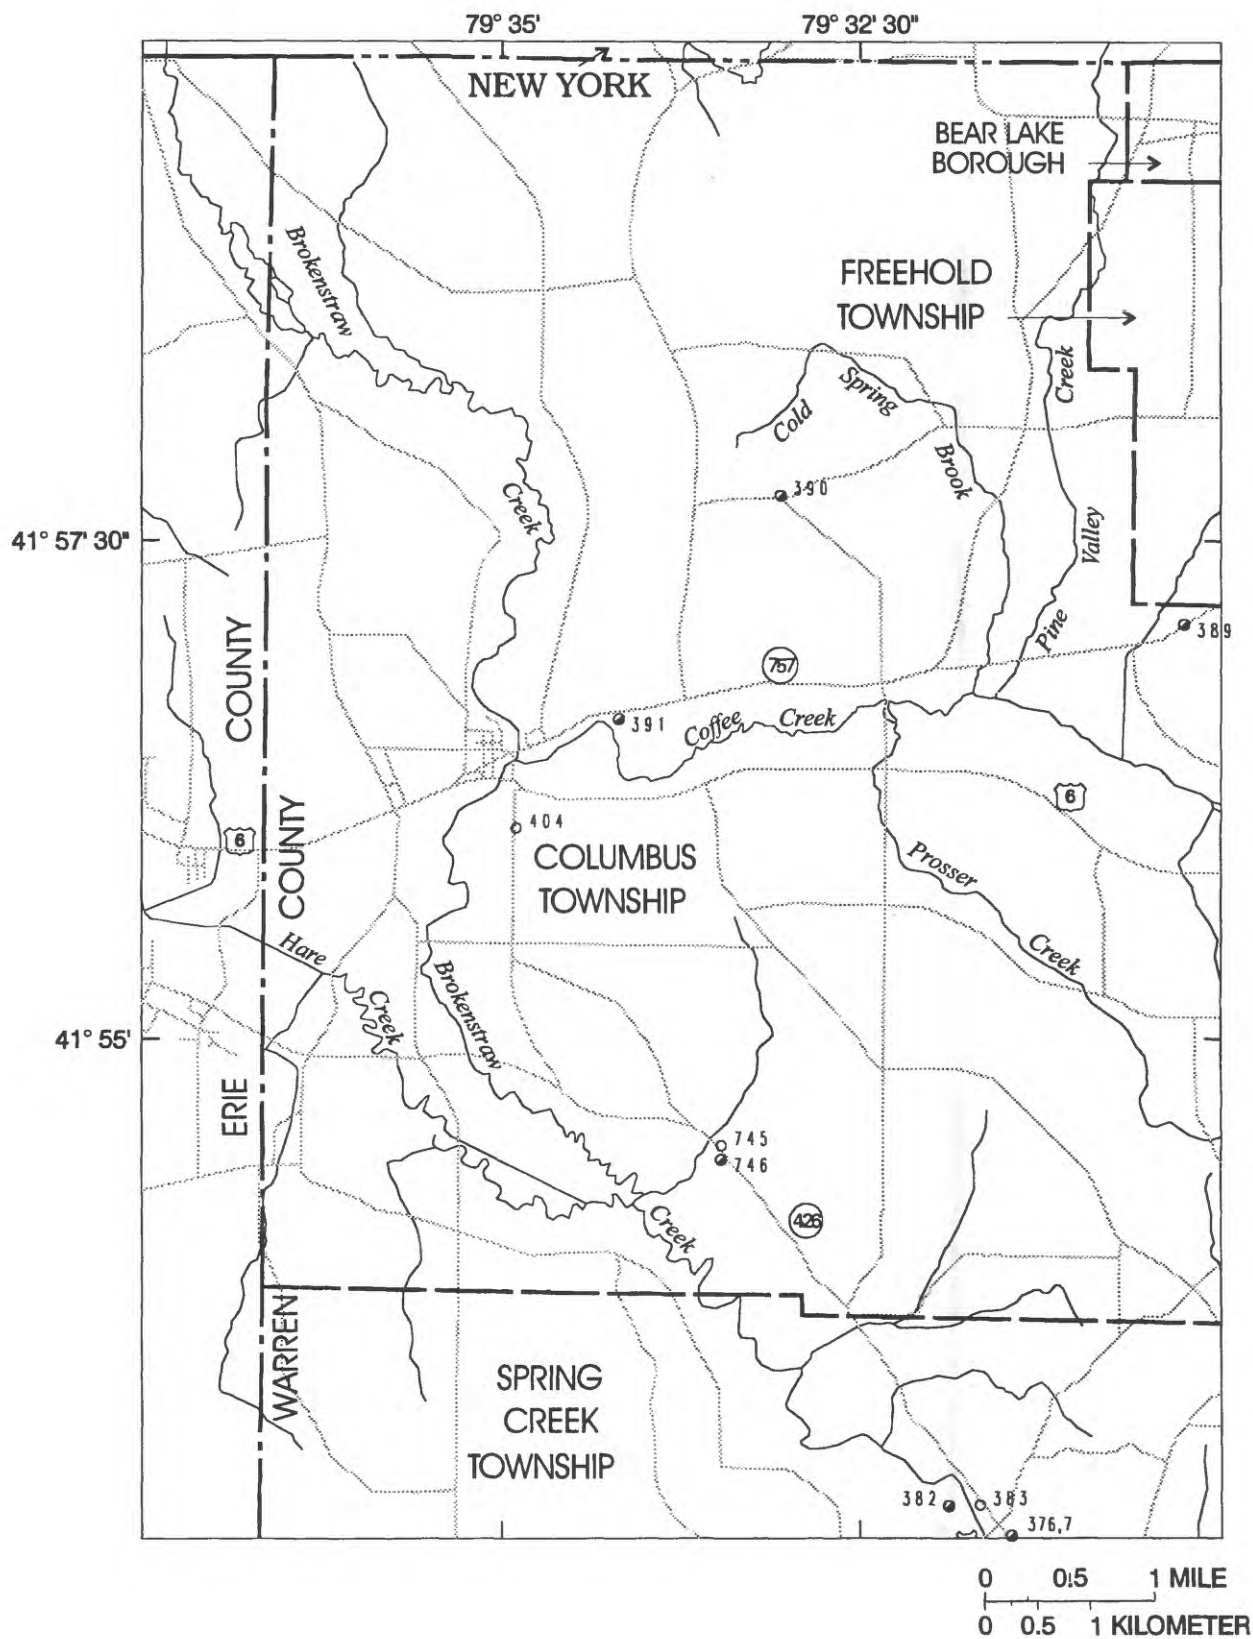 79° 35'
79° 32' 30"
NEW YORK
BEAR LAKE
BOROUGH
Brokenstraw
FREEHOLD
TOWNSHIP
Creek
Spring
Cold
Brook
390
Creek
Valley
41° 57' 30"
Pine
389
COUNTY
757
391
Coffee
Creek
6
COUNTY
404
6
COLUMBUS
TOWNSHIP
Prosser
Hare
Creek
Creek
Brokenstraw
41° 55'
ERIE
745
746
426
Creek
WARREN
SPRING
CREEK
TOWNSHIP
382
383
376,7
0 0.5 1 MILE
0 0.5 1 KILOMETER